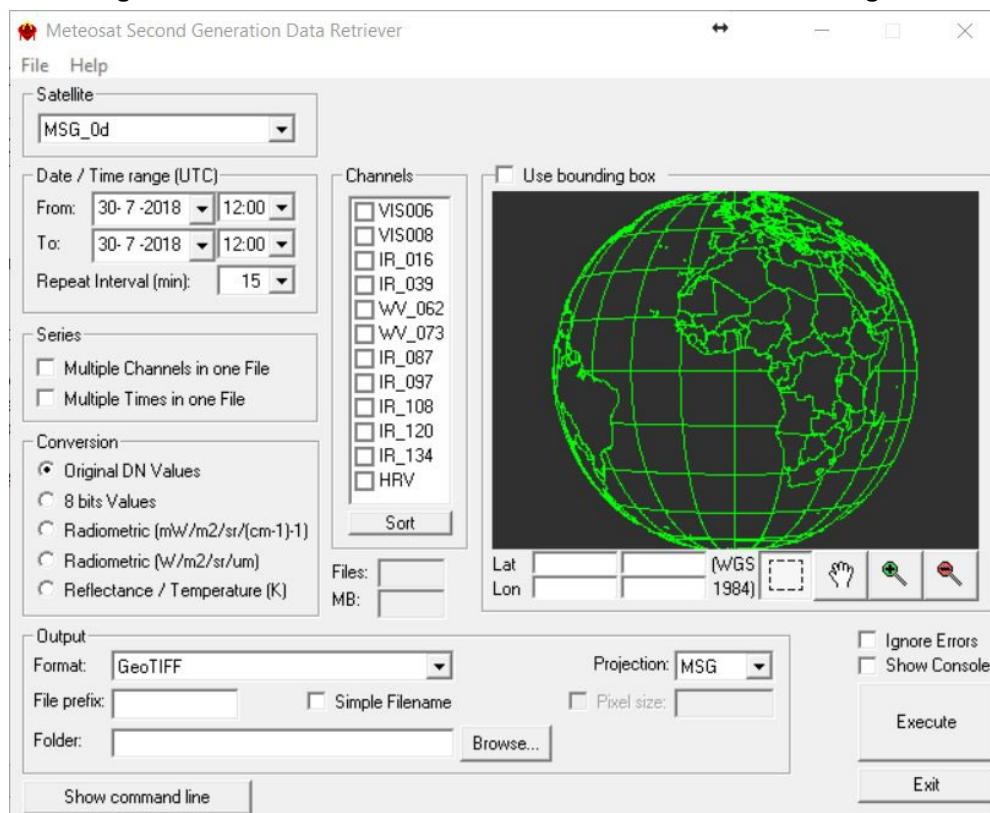 Meteosat Second Generation Data Retriever
File Help
Satellite
MSG_0d
Date / Time range (UTC)
From: 30- 7 -2018 12:00
To: 30- 7 -2018 12:00
Repeat Interval (min): 15
Series
Multiple Channels in one File
Multiple Times in one File
Conversion
Original DN Values
8 bits Values
Radiometric (mW/m2/sr/(cm-1)-1)
Radiometric (W/m2/sr/um)
Reflectance / Temperature (K)
Channels
VIS006
VIS008
IR_016
IR_039
WV_062
WV_073
IR_087
IR_097
IR_108
IR_120
IR_134
HRV
Sort
Files:
MB:
Use bounding box
Lat (WGS
Lon 1984)
Output
Format: GeoTIFF Projection: MSG
File prefix: Simple Filename Pixel size:
Folder: Browse...
Ignore Errors
Show Console
Execute
Exit
Show command line